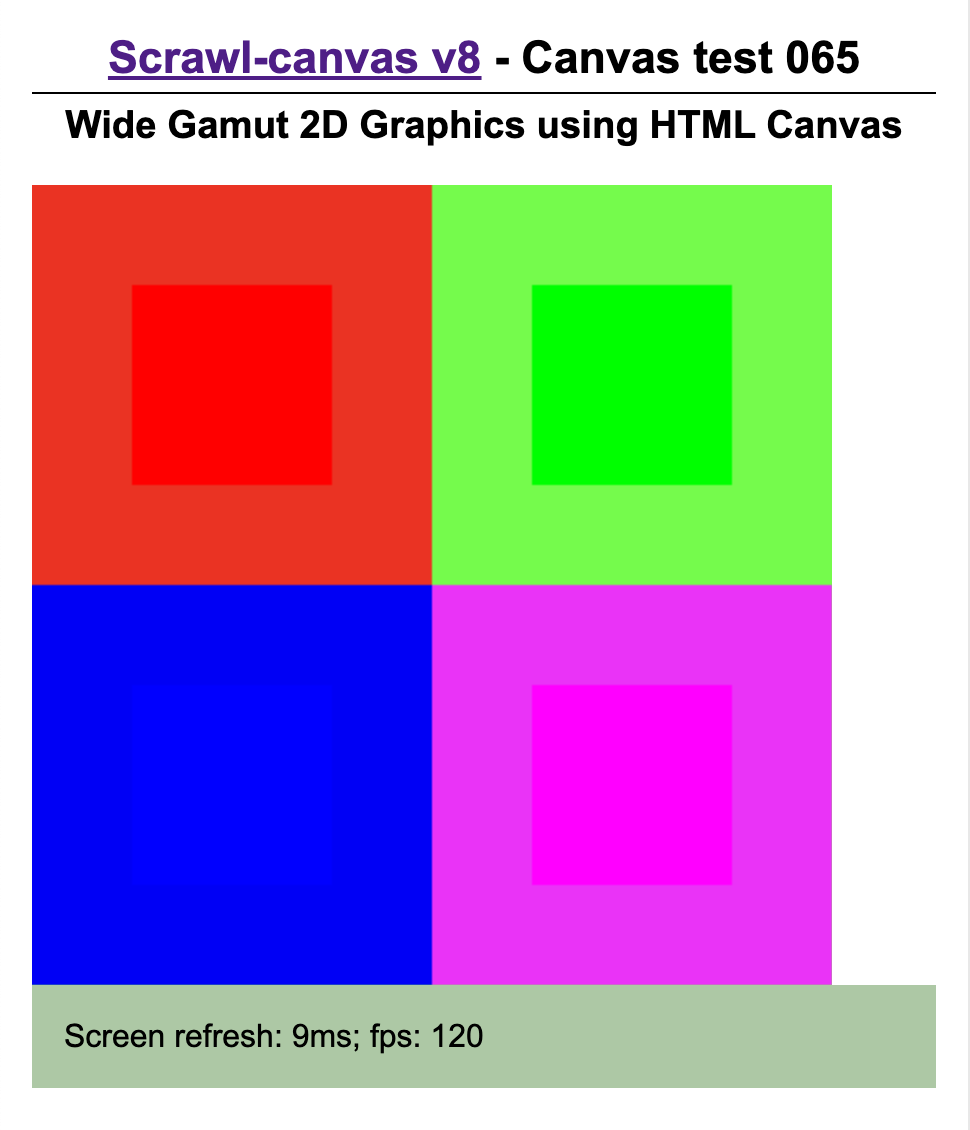 Scrawl-canvas v8 - Canvas test 065
Wide Gamut 2D Graphics using HTML Canvas
Screen refresh: 9ms; fps: 120